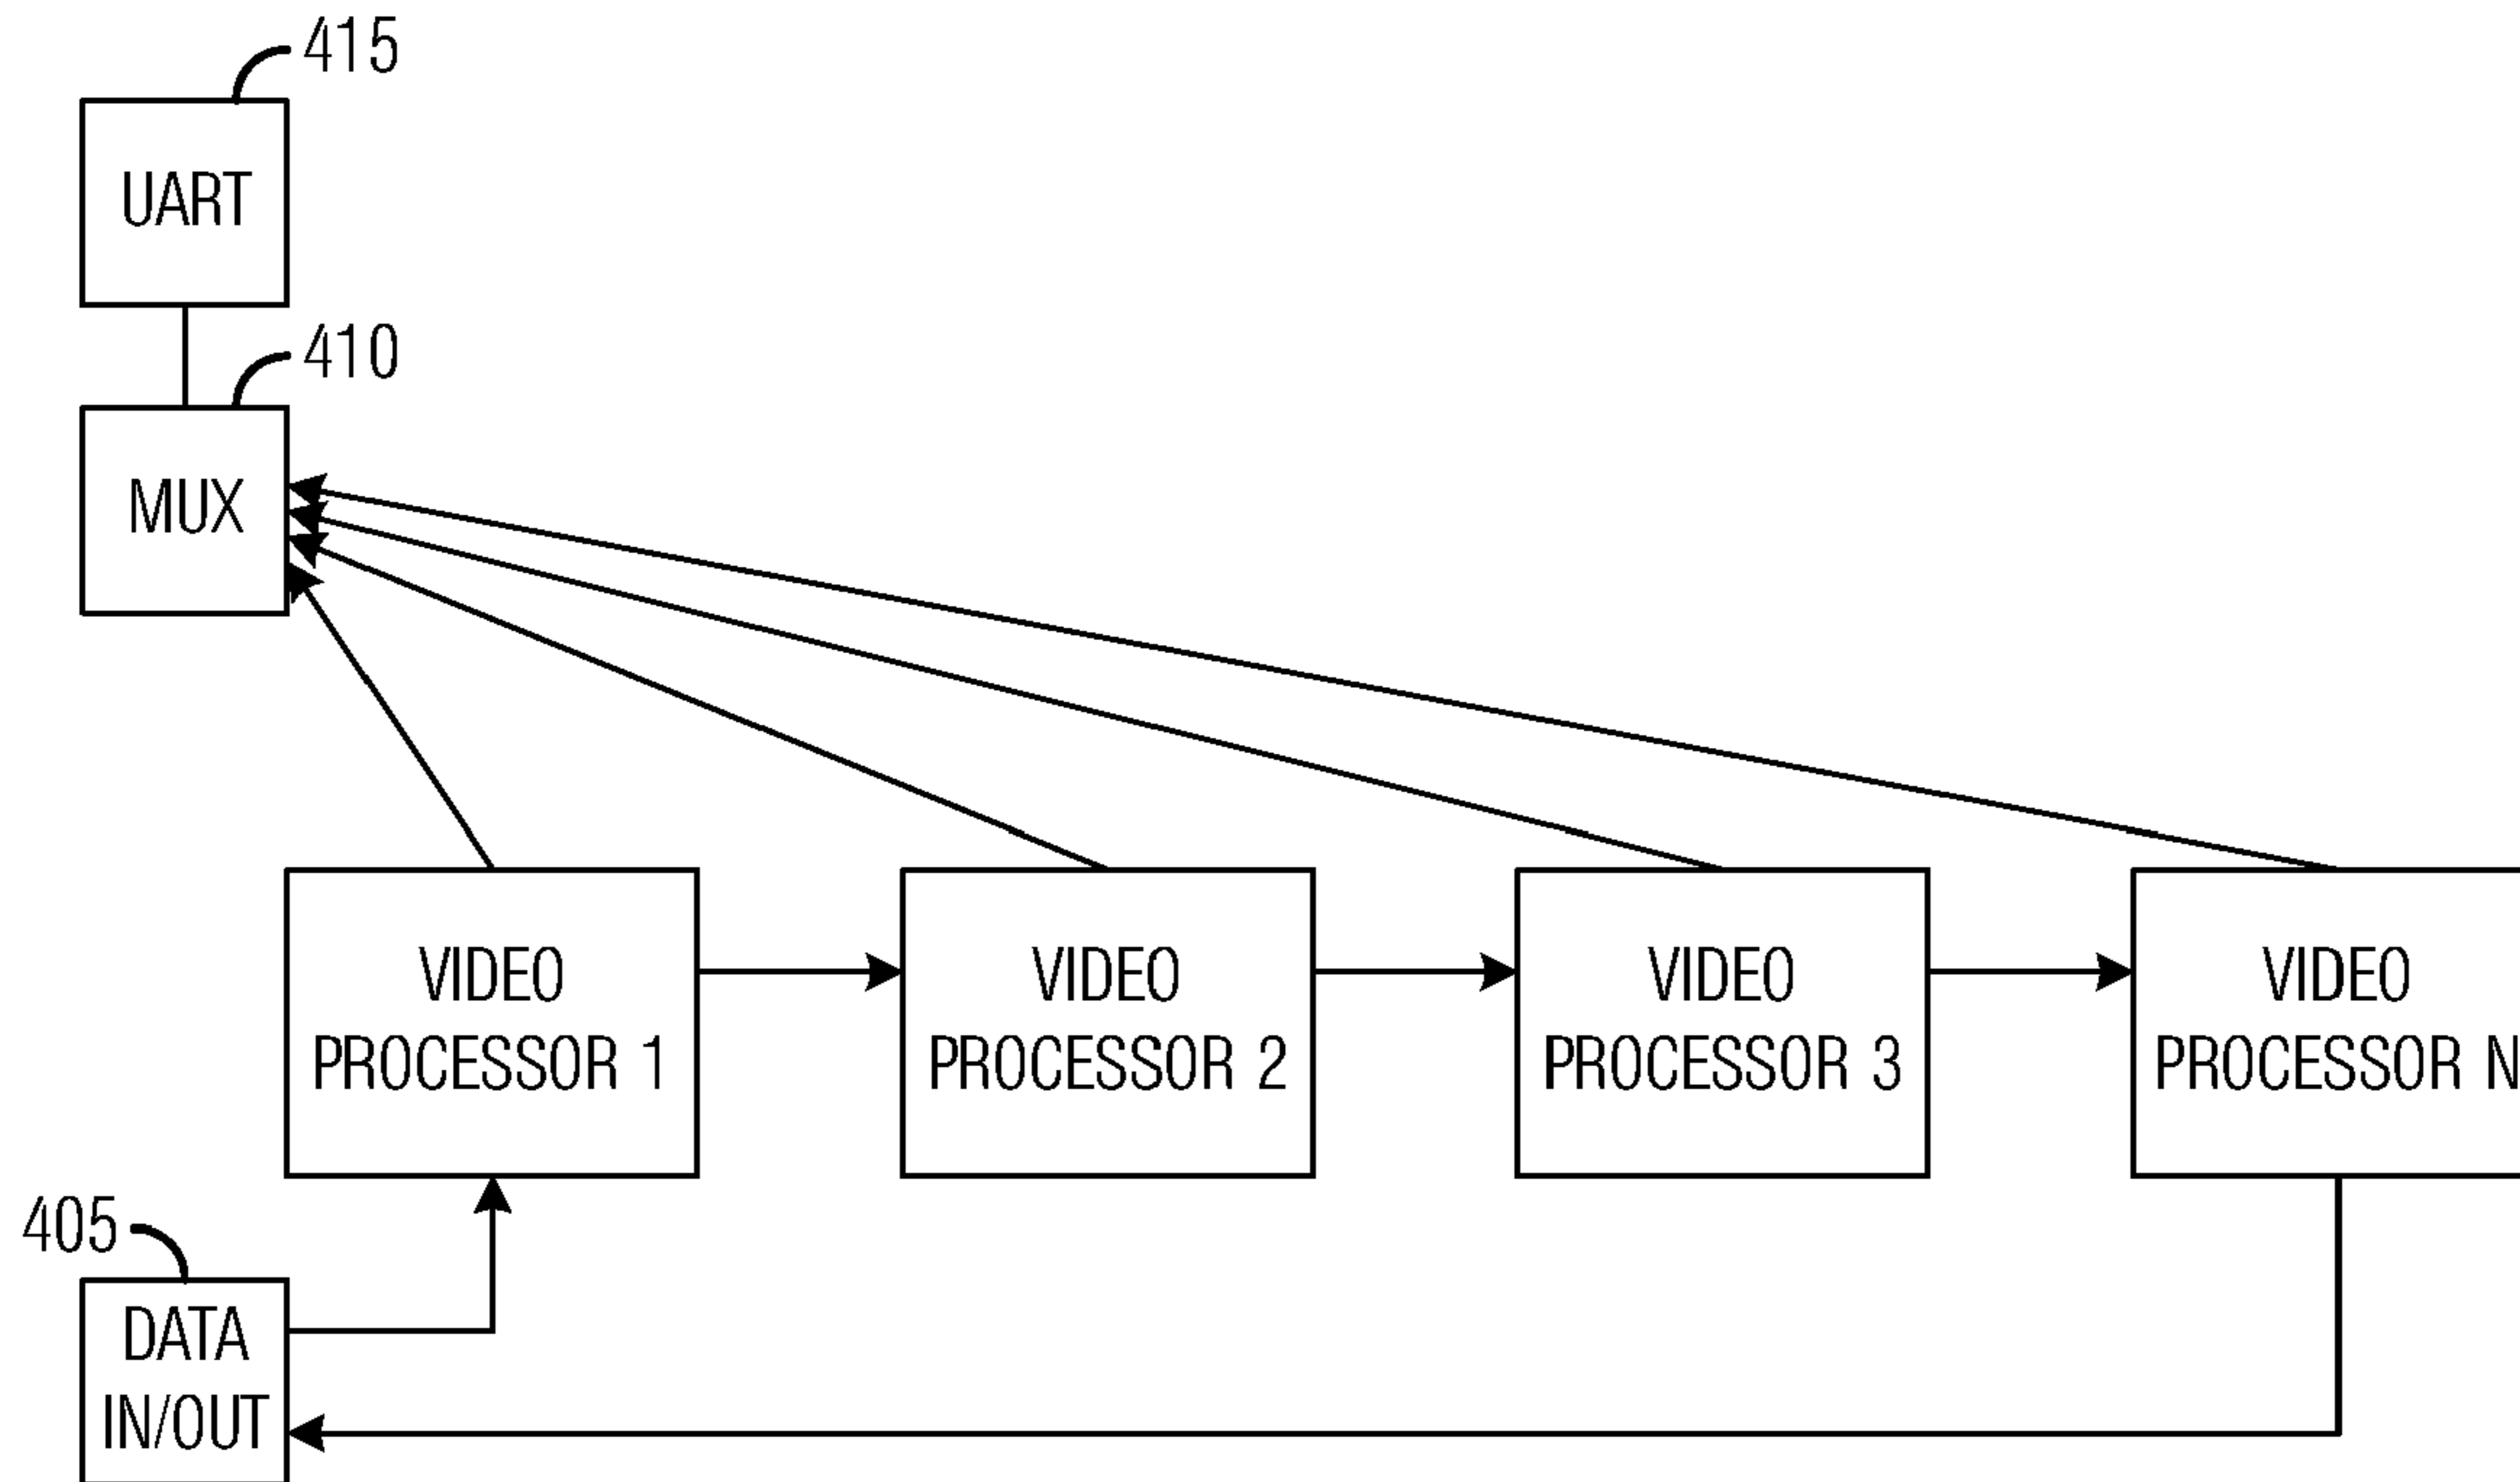 415
UART
410
MUX
VIDEO
PROCESSOR 1
VIDEO
PROCESSOR 2
VIDEO
PROCESSOR 3
VIDEO
PROCESSOR N
405
DATA
IN/OUT